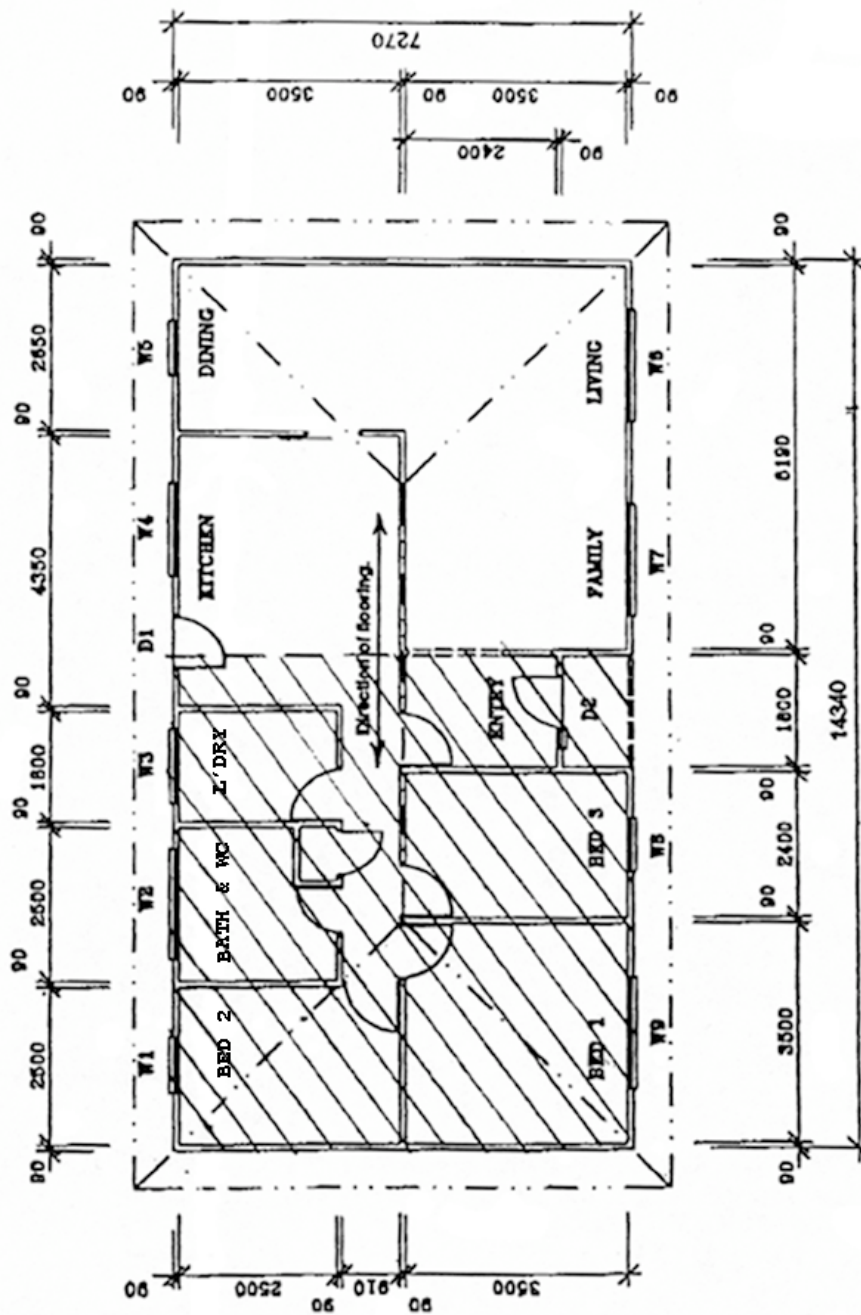 90 2500 90 2500 90 1800 90 4350 90 2650 90
W1 W2 W3 D1 W4 W5
BED 2 BATH & WC L'DRY KITCHEN DINING
90 2500 90 910 90 3500
Direction of flooring.
ENTRY
D2
BED 1 BED 3 FAMILY LIVING
W9 W8 W7 W6
90 3500 90 3500 90
7270
2400 90
90 3500 90 2400 90 1800 90 6190 90
14340